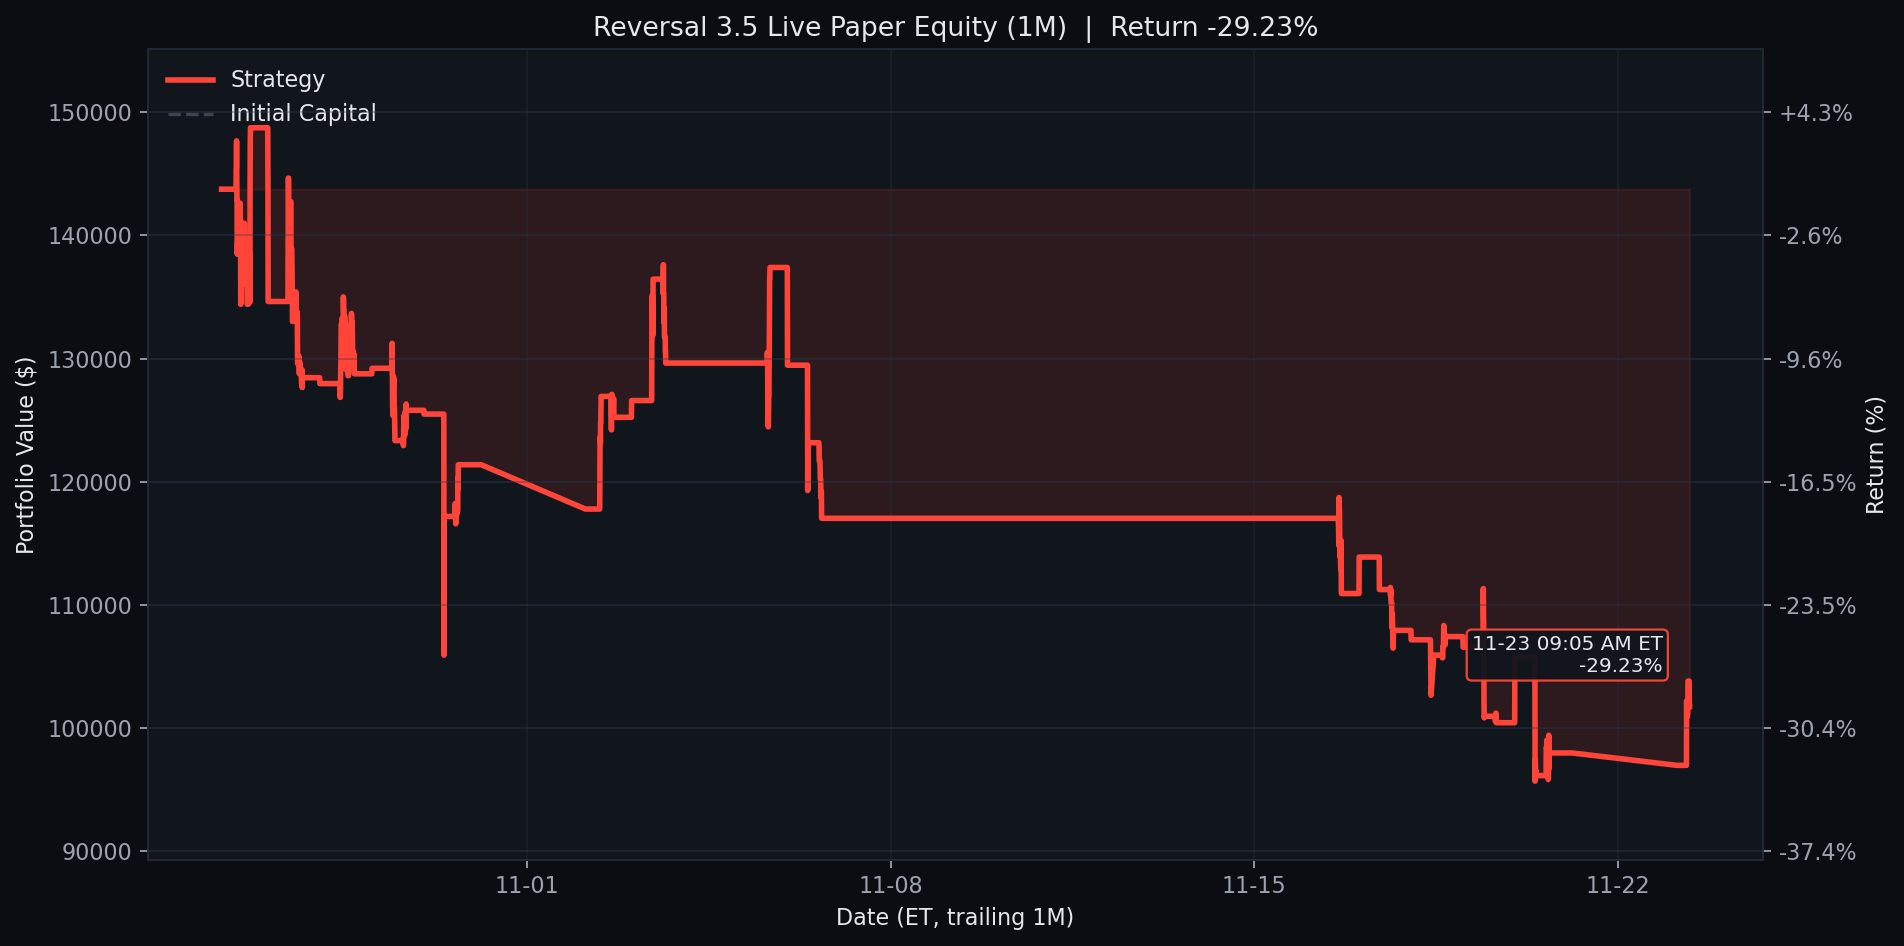 Reversal 3.5 Live Paper Equity (1M)  |  Return -29.23%
Strategy
Initial Capital
Portfolio Value ($)
150000
140000
130000
120000
110000
100000
90000
+4.3%
-2.6%
-9.6%
-16.5%
-23.5%
-30.4%
-37.4%
Return (%)
11-23 09:05 AM ET
-29.23%
11-01
11-08
11-15
11-22
Date (ET, trailing 1M)